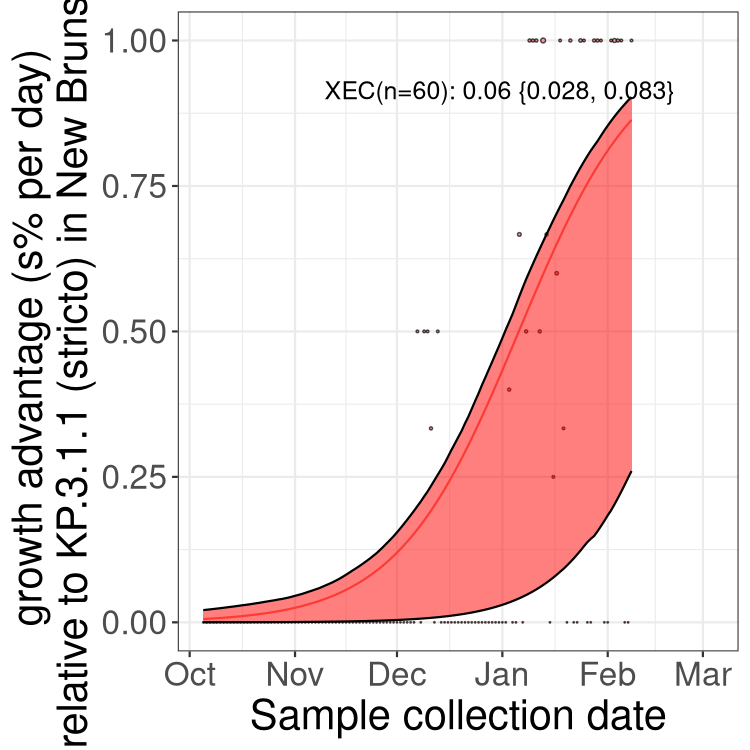 growth advantage (s% per day)
relative to KP.3.1.1 (stricto) in New Bruns
1.00
0.75
0.50
0.25
0.00
XEC(n=60): 0.06 {0.028, 0.083}
Oct Nov Dec Jan Feb Mar
Sample collection date